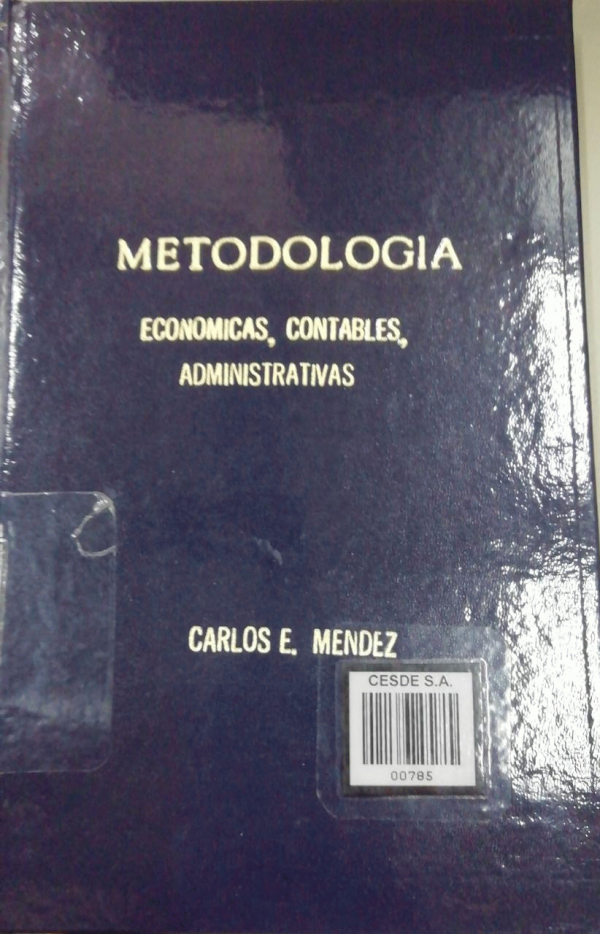 METODOLOGIA
ECONOMICAS, CONTABLES,
ADMINISTRATIVAS
CARLOS E. MENDEZ
CESDE S.A.
00785